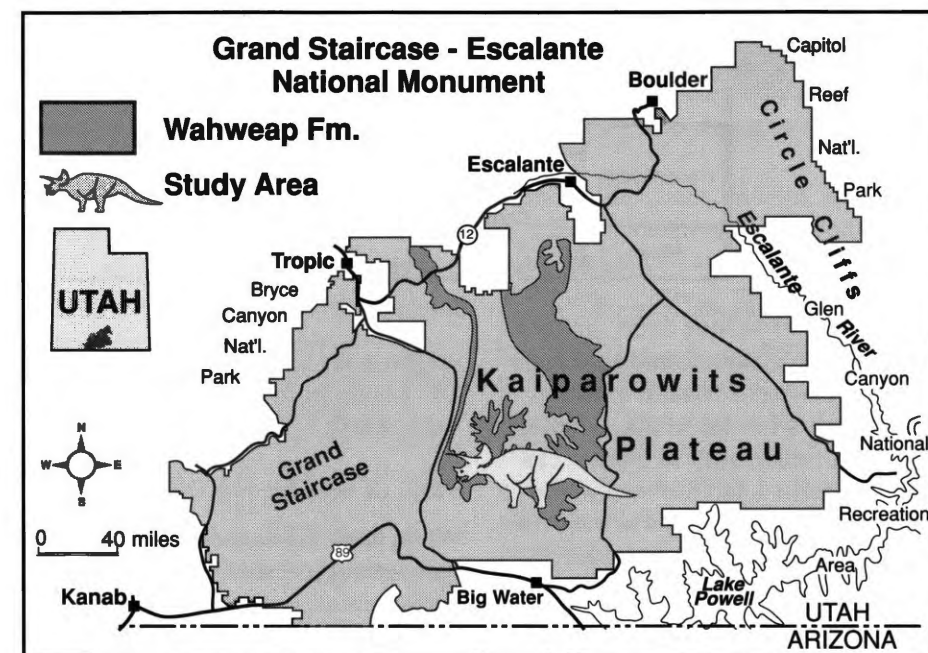 Grand Staircase - Escalante
National Monument
Wahweap Fm.
Study Area
UTAH
N
W E
S
0 40 miles
Capitol
Reef
Nat'l.
Park
Circle Cliffs
Boulder
Escalante
12
Tropic
Bryce
Canyon
Nat'l.
Park
Escalante River
Glen
Canyon
National
Recreation
Area
Kaiparowits
Plateau
Grand
Staircase
89
Kanab
Big Water
Lake
Powell
UTAH
ARIZONA